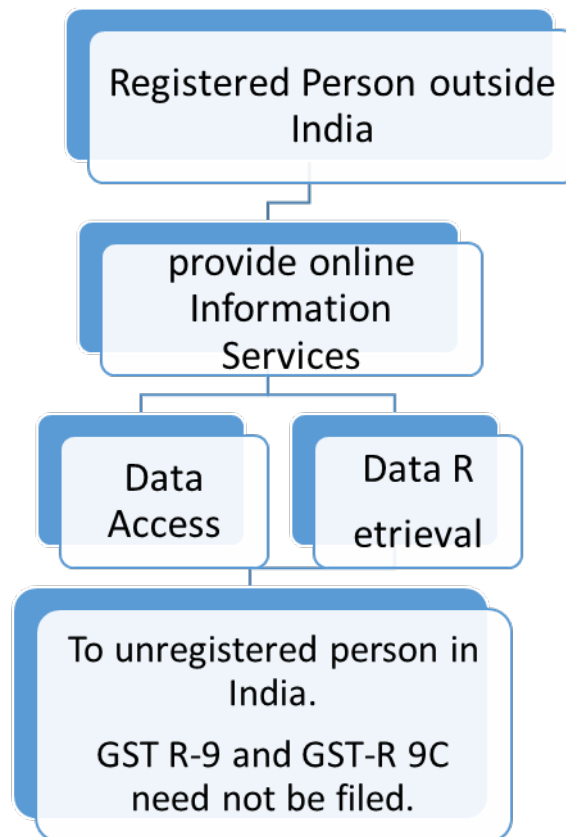 Registered Person outside
India
provide online
Information
Services
Data
Access
Data R
etrieval
To unregistered person in
India.
GST R-9 and GST-R 9C
need not be filed.